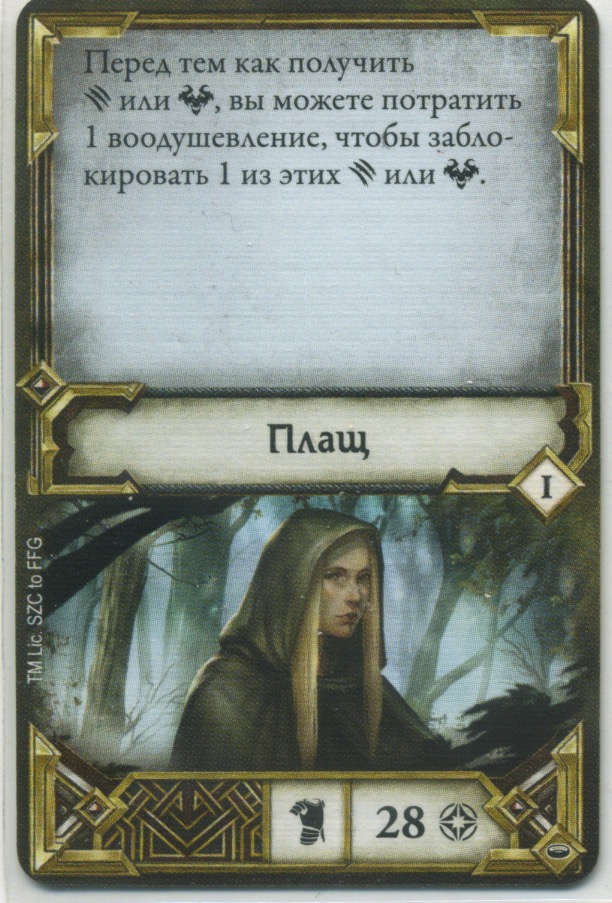 Перед тем как получить
или , вы можете потратить
1 воодушевление, чтобы забло-
кировать 1 из этих или .
Плащ
I
TM Lic. SZC to FFG
28